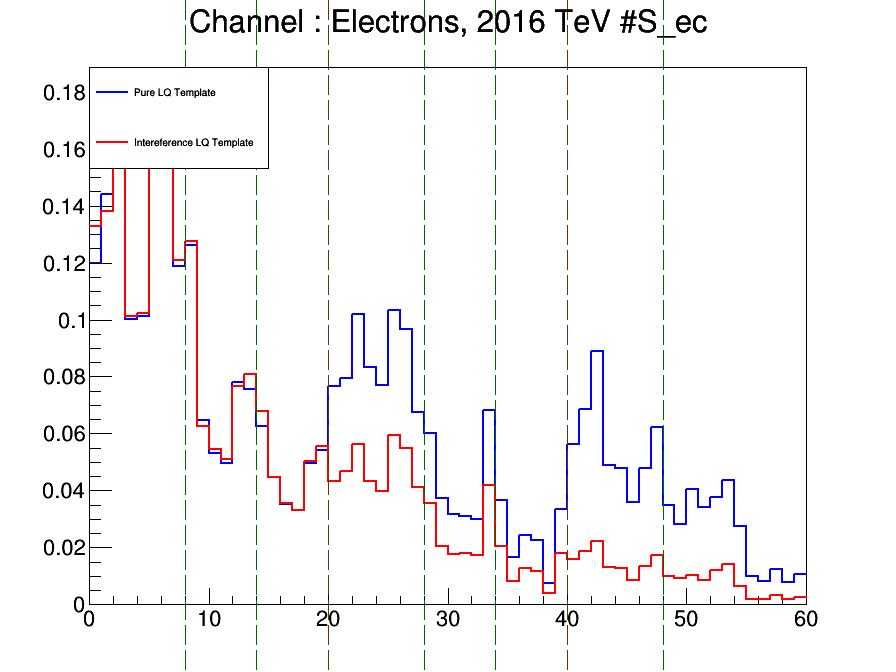 Channel : Electrons, 2016 TeV #S_ec
Pure LQ Template
Intereference LQ Template
0.18
0.16
0.14
0.12
0.1
0.08
0.06
0.04
0.02
0
0 10 20 30 40 50 60